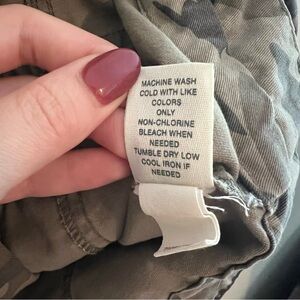 MACHINE WASH
COLD WITH LIKE
COLORS
ONLY
NON-CHLORINE
BLEACH WHEN
NEEDED
TUMBLE DRY LOW
COOL IRON IF
NEEDED